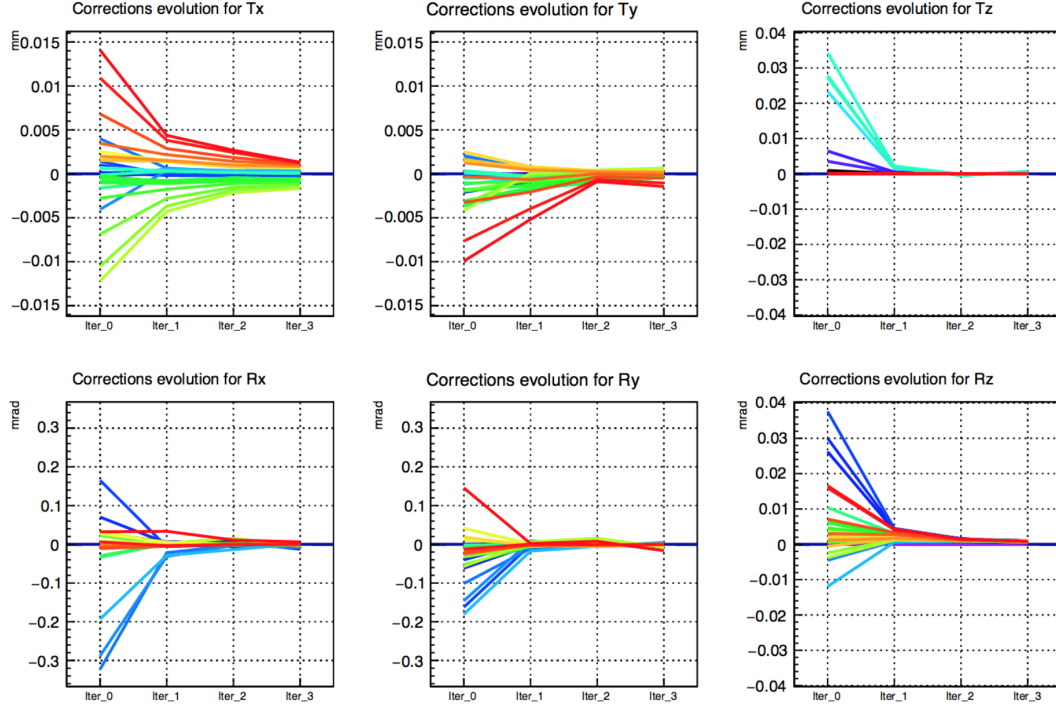 Corrections evolution for Tx
mm
0.015
0.01
0.005
0
−0.005
−0.01
−0.015
Iter_0 Iter_1 Iter_2 Iter_3
Corrections evolution for Ty
mm
0.015
0.01
0.005
0
−0.005
−0.01
−0.015
Iter_0 Iter_1 Iter_2 Iter_3
Corrections evolution for Tz
mm
0.04
0.03
0.02
0.01
0
−0.01
−0.02
−0.03
−0.04
Iter_0 Iter_1 Iter_2 Iter_3
Corrections evolution for Rx
mrad
0.3
0.2
0.1
0
−0.1
−0.2
−0.3
Iter_0 Iter_1 Iter_2 Iter_3
Corrections evolution for Ry
mrad
0.3
0.2
0.1
0
−0.1
−0.2
−0.3
Iter_0 Iter_1 Iter_2 Iter_3
Corrections evolution for Rz
mrad
0.04
0.03
0.02
0.01
0
−0.01
−0.02
−0.03
−0.04
Iter_0 Iter_1 Iter_2 Iter_3